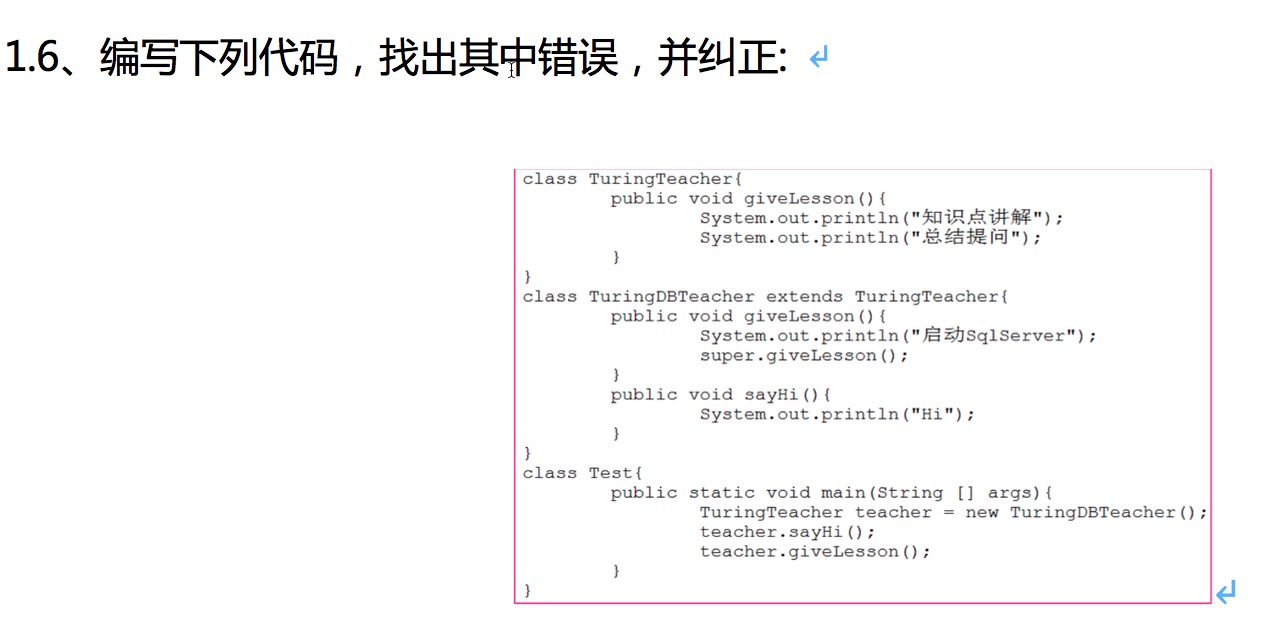 1.6、编写下列代码，找出其中错误，并纠正:
class TuringTeacher{
public void giveLesson(){
System.out.println("知识点讲解");
System.out.println("总结提问");
}
}
class TuringDBTeacher extends TuringTeacher{
public void giveLesson(){
System.out.println("启动SqlServer");
super.giveLesson();
}
public void sayHi(){
System.out.println("Hi");
}
}
class Test{
public static void main(String [] args){
TuringTeacher teacher = new TuringDBTeacher();
teacher.sayHi();
teacher.giveLesson();
}
}